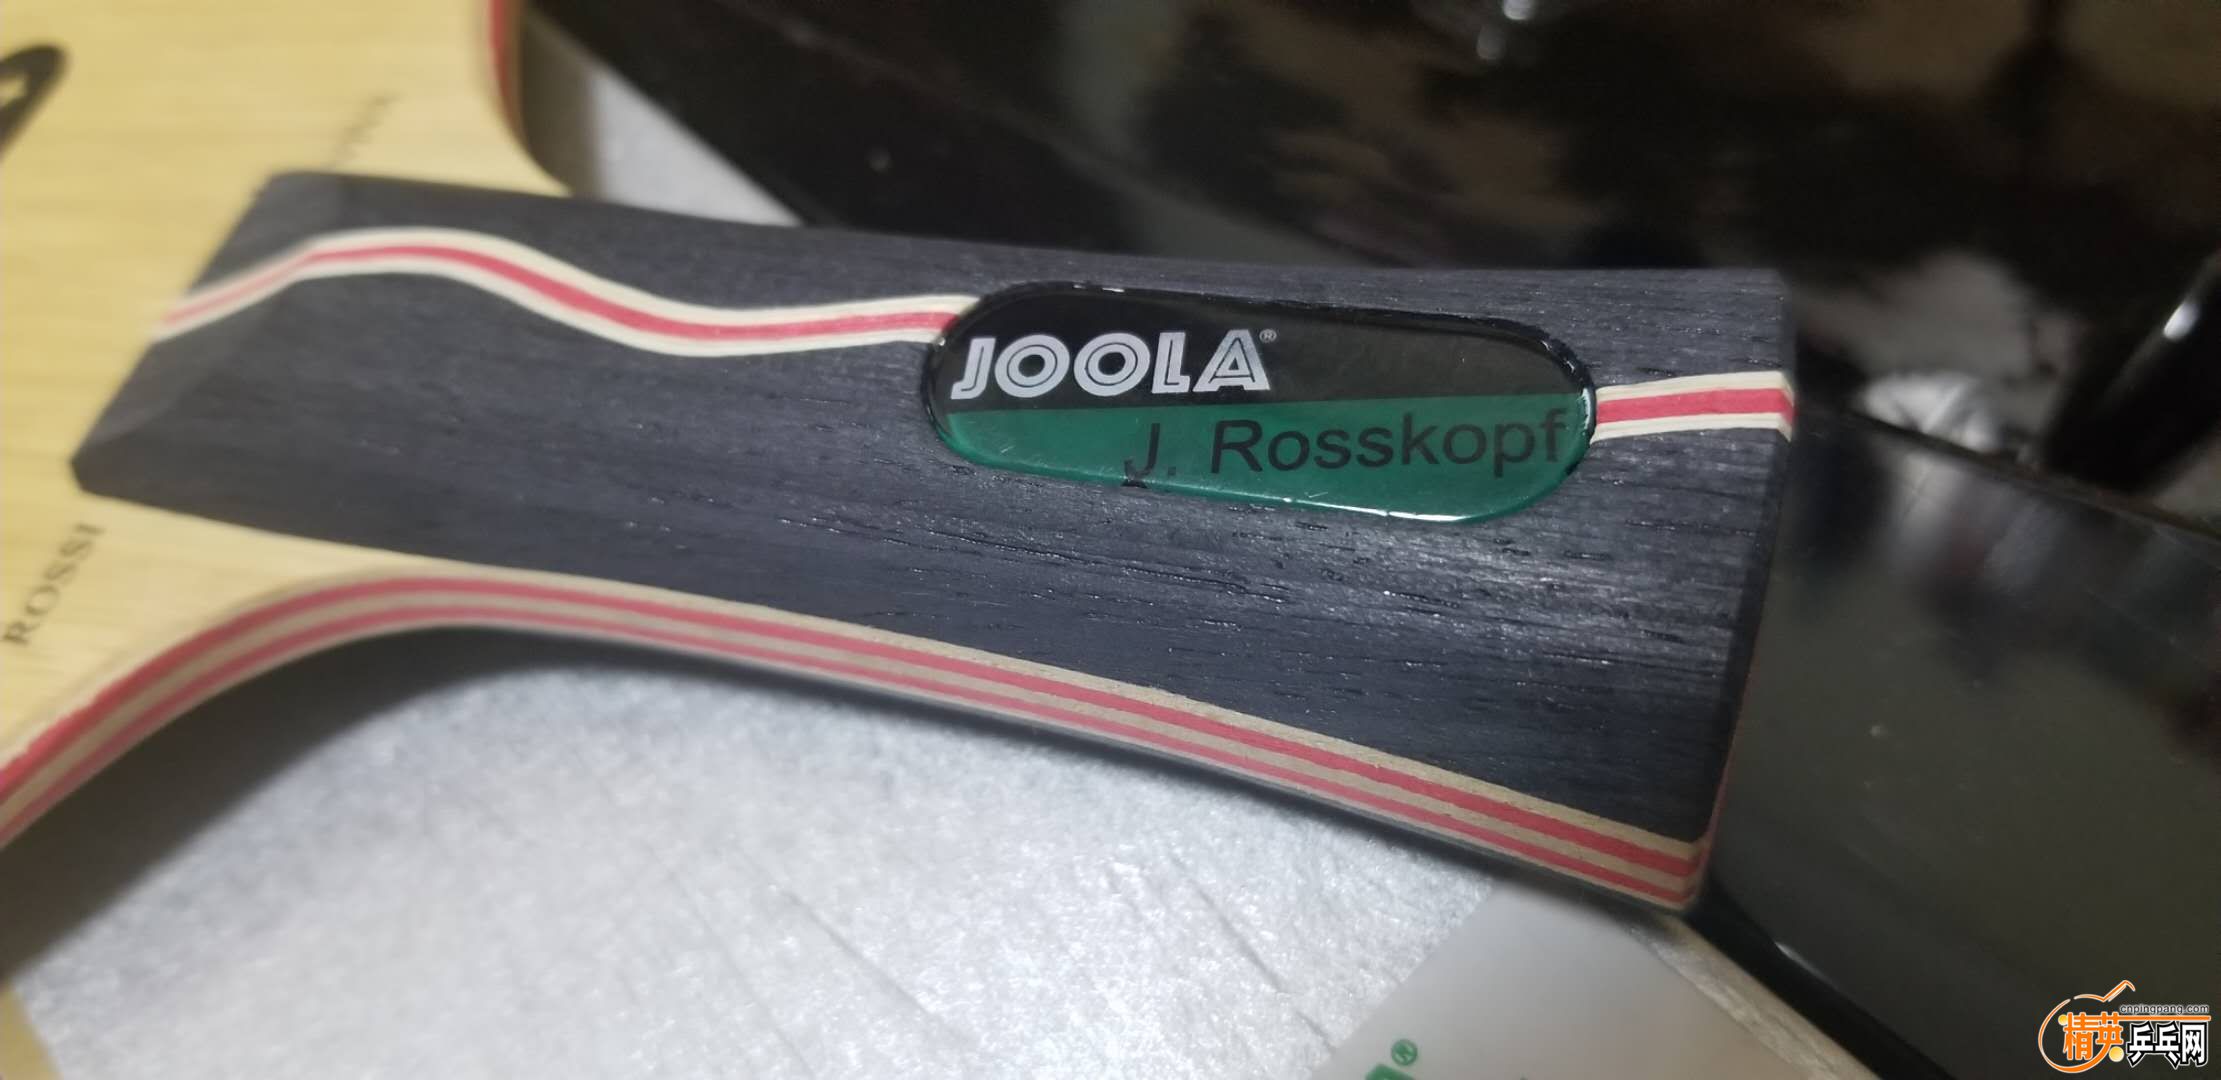 JOOLA®
J. Rosskopf
ROSSI
®
cnpingpang.com
精英乒乓网